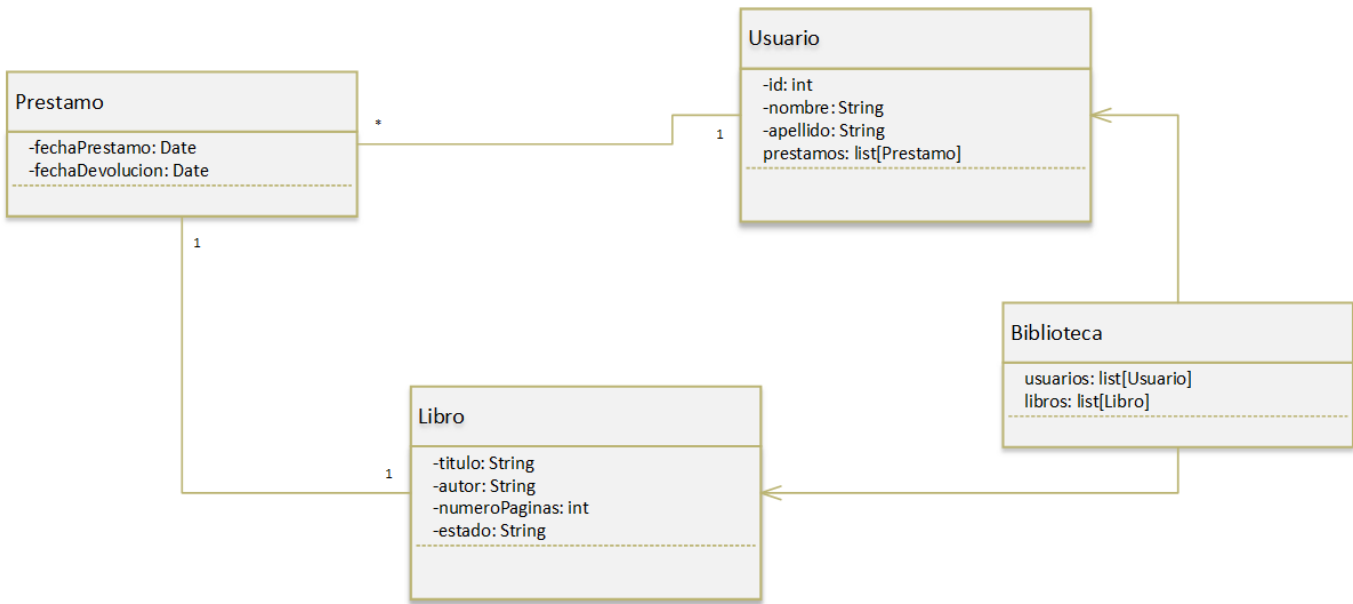 Prestamo
-fechaPrestamo: Date
-fechaDevolucion: Date
*
1
Usuario
-id: int
-nombre: String
-apellido: String
prestamos: list[Prestamo]
1
Biblioteca
usuarios: list[Usuario]
libros: list[Libro]
1
Libro
-titulo: String
-autor: String
-numeroPaginas: int
-estado: String